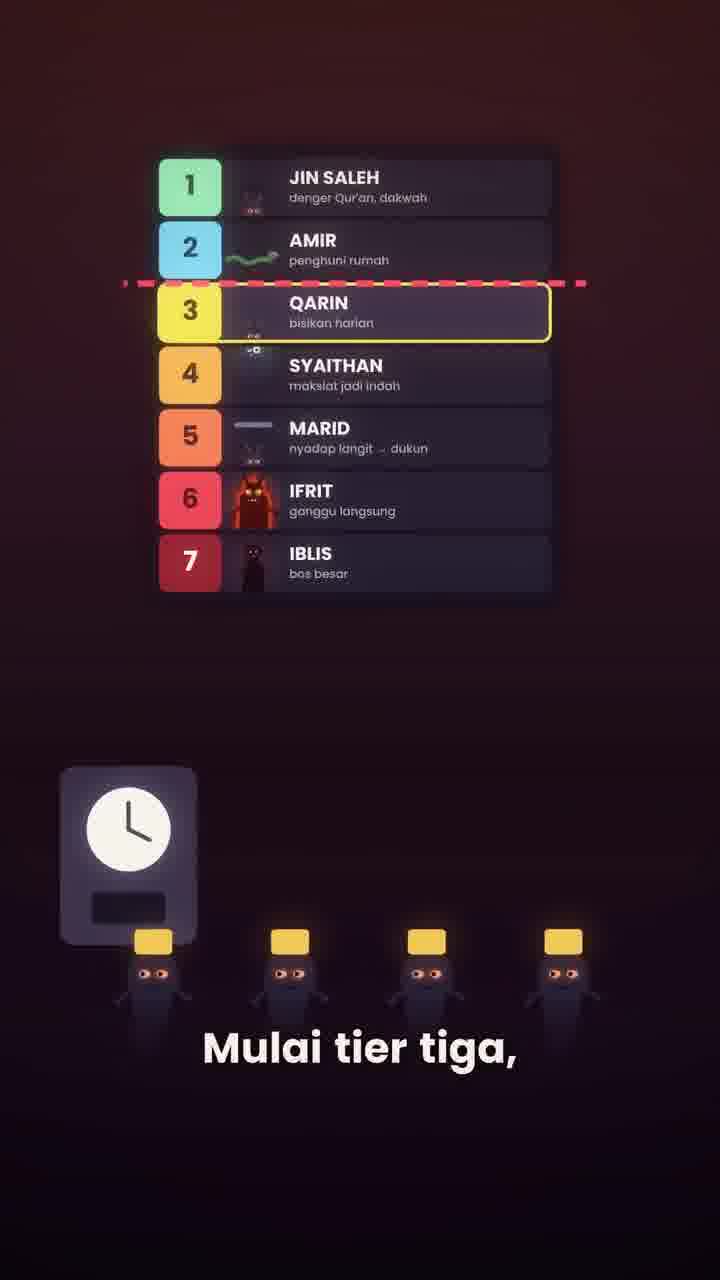 1
JIN SALEH
denger Qur'an, dakwah
2
AMIR
penghuni rumah
3
QARIN
bisikan harian
4
SYAITHAN
maksiat jadi indah
5
MARID
nyadap langit → dukun
6
IFRIT
ganggu langsung
7
IBLIS
bos besar
Mulai tier tiga,